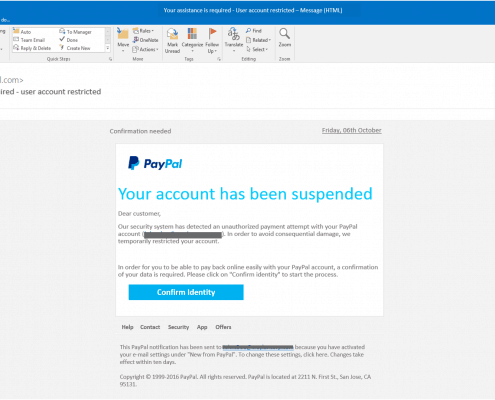 Your assistance is required - User account restricted – Message (HTML)
do...
Auto
To Manager
Team Email
Done
Reply & Delete
Create New
Quick Steps
Move
Rules
OneNote
Actions
Move
Mark Unread
Categorize
Follow Up
Tags
Translate
Find
Related
Select
Editing
Zoom
Zoom
l.com>
ired - user account restricted
Confirmation needed
Friday, 06th October
PayPal
Your account has been suspended
Dear customer,
Our security system has detected an unauthorized payment attempt with your PayPal
account ( ). In order to avoid consequential damage, we
temporarily restricted your account.
In order for you to be able to pay back online easily with your PayPal account, a confirmation
of your data is required. Please click on "Confirm identity" to start the process.
Confirm Identity
Help Contact Security App Offers
This PayPal notification has been sent to because you have activated
your e-mail settings under "New from PayPal". To change these settings, click here. Changes take
effect within ten days.
Copyright © 1999-2016 PayPal. All rights reserved. PayPal is located at 2211 N. First St., San Jose, CA
95131.